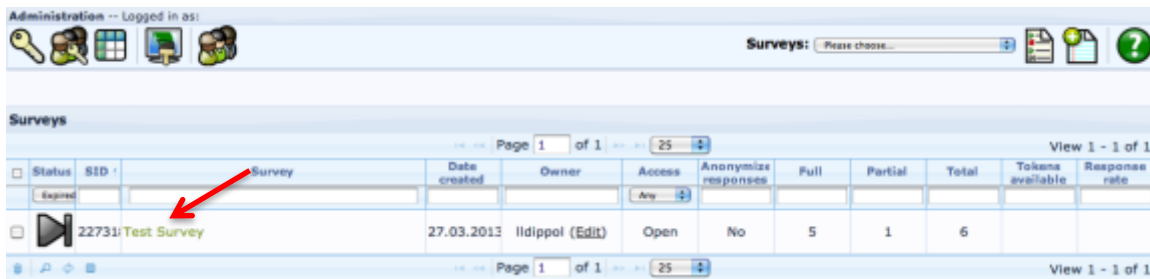 Administration -- Logged in as:
Surveys: Please choose... ?
Surveys
Page 1 of 1 25 View 1 - 1 of 1
Status SID Survey Date created Owner Access Anonymize responses Full Partial Total Tokens available Response rate
Expired Any
22731 Test Survey 27.03.2013 lldippol (Edit) Open No 5 1 6
Page 1 of 1 25 View 1 - 1 of 1